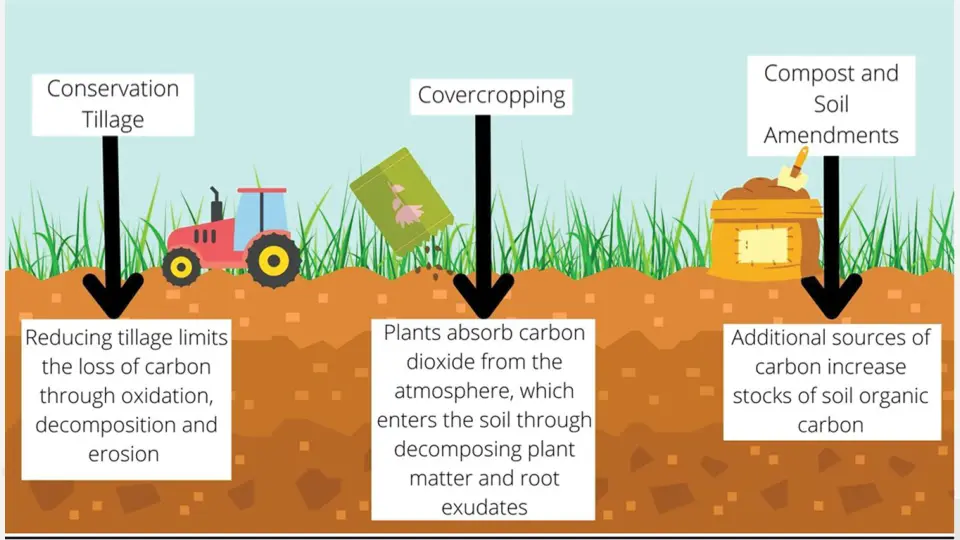 Conservation
Tillage
Covercropping
Compost and
Soil
Amendments
Reducing tillage limits
the loss of carbon
through oxidation,
decomposition and
erosion
Plants absorb carbon
dioxide from the
atmosphere, which
enters the soil through
decomposing plant
matter and root
exudates
Additional sources of
carbon increase
stocks of soil organic
carbon